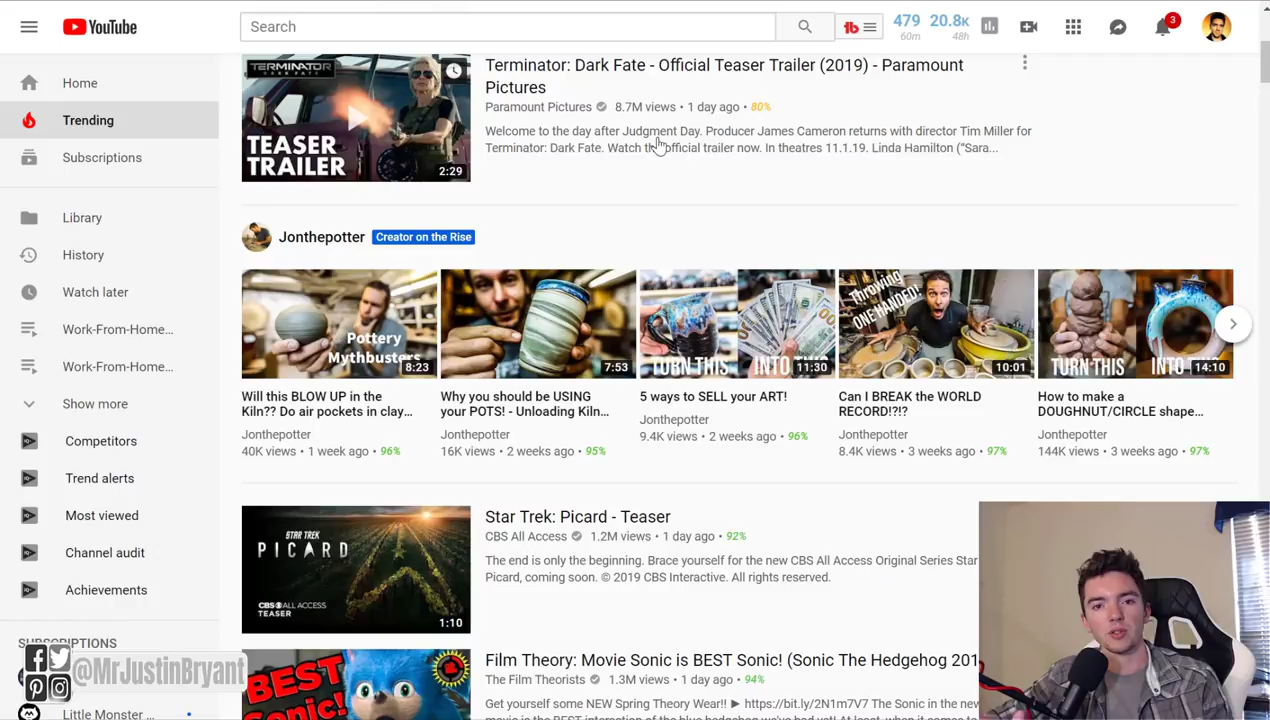 YouTube
Search
479
60m
20.8K
48h
3
Home
Trending
Subscriptions
Library
History
Watch later
Work-From-Home...
Work-From-Home...
Show more
Competitors
Trend alerts
Most viewed
Channel audit
Achievements
SUBSCRIPTIONS
Little Monster ...
@MrJustinBryant
TERMINATOR
DARK FATE
TEASER
TRAILER
2:29
Terminator: Dark Fate - Official Teaser Trailer (2019) - Paramount
Pictures
Paramount Pictures 8.7M views • 1 day ago • 80%
Welcome to the day after Judgment Day. Producer James Cameron returns with director Tim Miller for
Terminator: Dark Fate. Watch the official trailer now. In theatres 11.1.19. Linda Hamilton ("Sara...
Jonthepotter Creator on the Rise
Pottery
Mythbusters
8:23
Will this BLOW UP in the
Kiln?? Do air pockets in clay...
Jonthepotter
40K views • 1 week ago • 96%
7:53
Why you should be USING
your POTS! - Unloading Kiln...
Jonthepotter
16K views • 2 weeks ago • 95%
TURN THIS INTO THIS
11:30
5 ways to SELL your ART!
Jonthepotter
9.4K views • 2 weeks ago • 96%
Throwing
ONE HANDED!
10:01
Can I BREAK the WORLD
RECORD!?!?
Jonthepotter
8.4K views • 3 weeks ago • 97%
TURN THIS INTO THIS
14:10
How to make a
DOUGHNUT/CIRCLE shape...
Jonthepotter
144K views • 3 weeks ago • 97%
STAR TREK
PICARD
CBS ALL ACCESS
TEASER
1:10
Star Trek: Picard - Teaser
CBS All Access 1.2M views • 1 day ago • 92%
The end is only the beginning. Brace yourself for the new CBS All Access Original Series Star
Picard, coming soon. © 2019 CBS Interactive. All rights reserved.
BEST
Sonic!
Film Theory: Movie Sonic is BEST Sonic! (Sonic The Hedgehog 201
The Film Theorists 1.3M views • 1 day ago • 94%
Get yourself some NEW Spring Theory Wear!! ► https://bit.ly/2N1m7V7 Though Sonic in the new